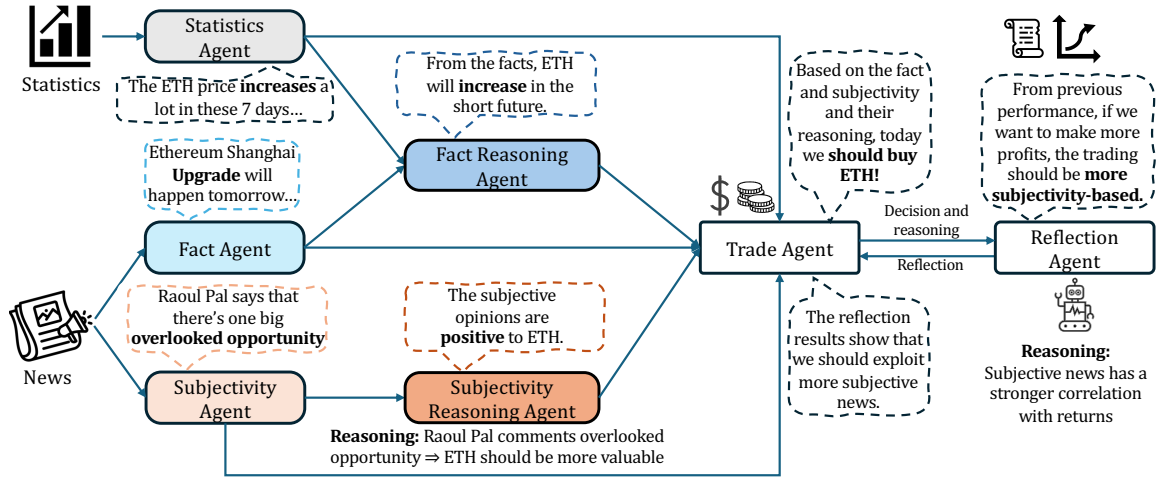 Statistics
Statistics
Agent
The ETH price increases a
lot in these 7 days...
From the facts, ETH
will increase in the
short future.
Ethereum Shanghai
Upgrade will
happen tomorrow...
Fact Reasoning
Agent
Fact Agent
News
Raoul Pal says that
there's one big
overlooked opportunity
Subjectivity
Agent
The subjective
opinions are
positive to ETH.
Subjectivity
Reasoning Agent
Reasoning: Raoul Pal comments overlooked
opportunity ⇒ ETH should be more valuable
Based on the fact
and subjectivity
and their
reasoning, today
we should buy
ETH!
$
Trade Agent
The reflection
results show that
we should exploit
more subjective
news.
Decision and
reasoning
Reflection
From previous
performance, if we
want to make more
profits, the trading
should be more
subjectivity-based.
Reflection
Agent
Reasoning:
Subjective news has a
stronger correlation
with returns